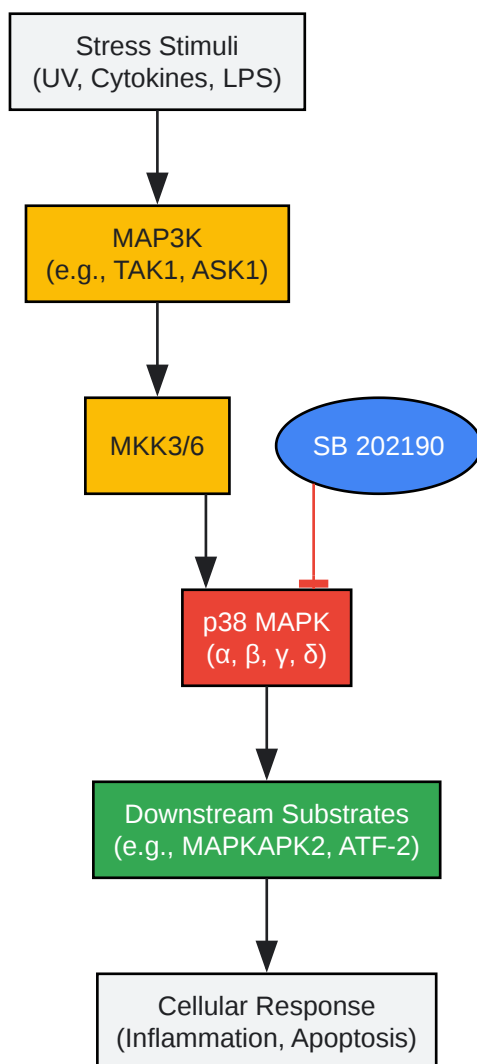 Stress Stimuli
(UV, Cytokines, LPS)
MAP3K
(e.g., TAK1, ASK1)
MKK3/6
SB 202190
p38 MAPK
(α, β, γ, δ)
Downstream Substrates
(e.g., MAPKAPK2, ATF-2)
Cellular Response
(Inflammation, Apoptosis)